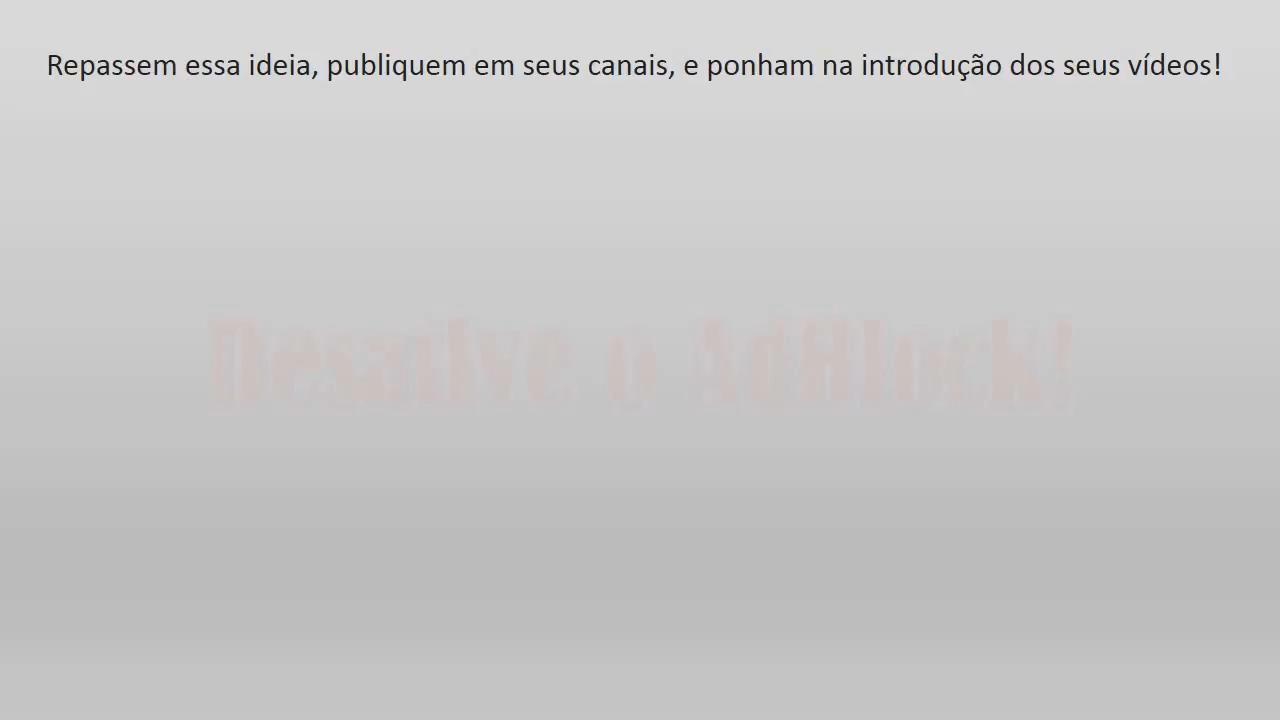 Repassem essa ideia, publiquem em seus canais, e ponham na introdução dos seus vídeos!
Desative o AdBlock!